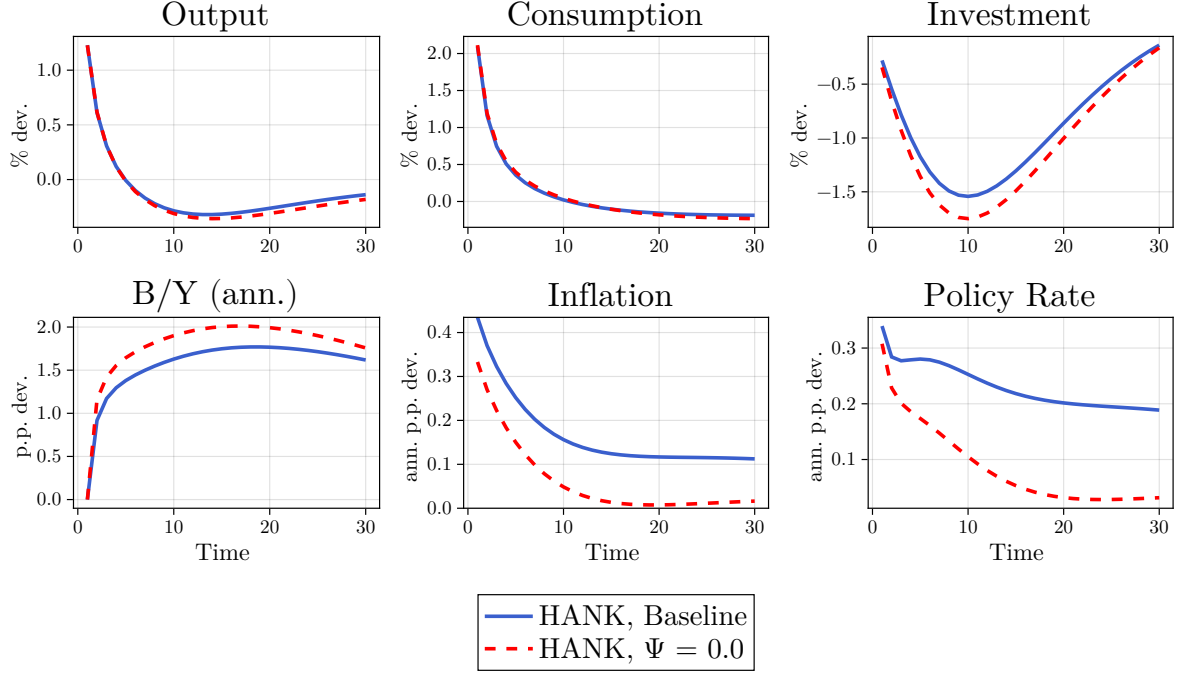 Output
% dev.
1.0
0.5
0.0
0
10
20
30
Consumption
% dev.
2.0
1.5
1.0
0.5
0.0
0
10
20
30
Investment
% dev.
−0.5
−1.0
−1.5
0
10
20
30
B/Y (ann.)
p.p. dev.
2.0
1.5
1.0
0.5
0.0
0
10
20
30
Time
Inflation
ann. p.p. dev.
0.4
0.3
0.2
0.1
0.0
0
10
20
30
Time
Policy Rate
ann. p.p. dev.
0.3
0.2
0.1
0
10
20
30
Time
HANK, Baseline
HANK, Ψ = 0.0